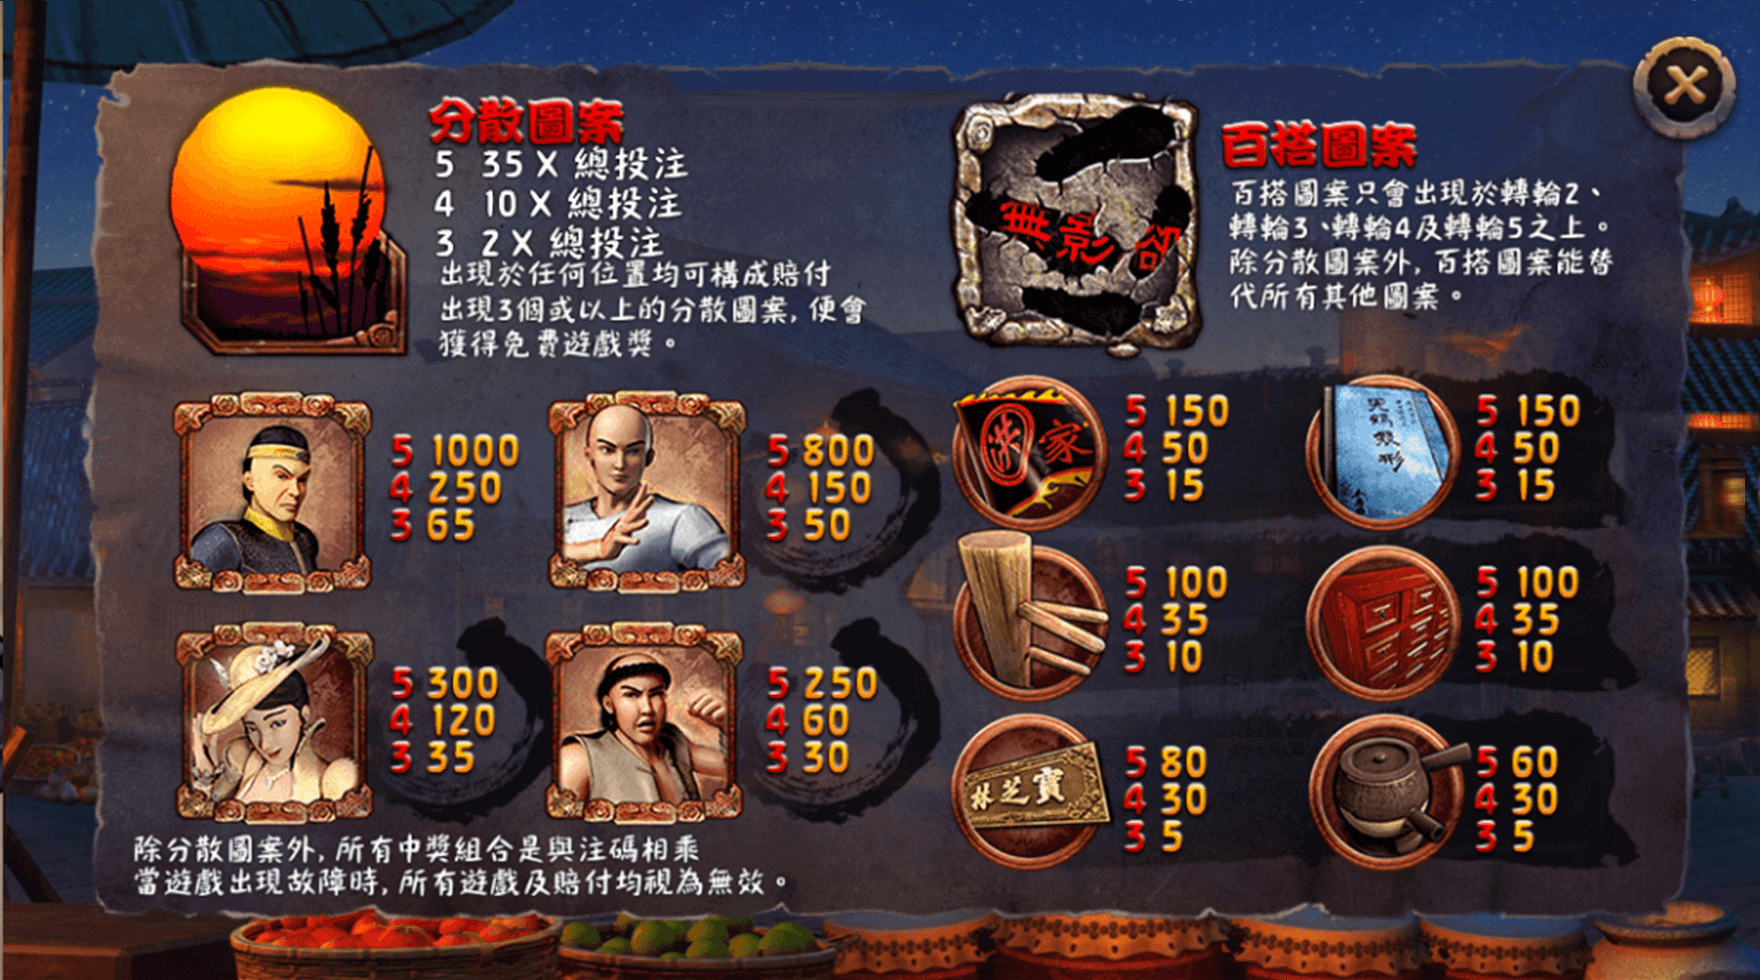 分散圖案
5 35 X 總投注
4 10 X 總投注
3 2 X 總投注
出現於任何位置均可構成賠付
出現3個或以上的分散圖案, 便會
獲得免費遊戲獎。
無影
百搭圖案
百搭圖案只會出現於轉輪2、
轉輪3、轉輪4及轉輪5之上。
除分散圖案外, 百搭圖案能替
代所有其他圖案。
5 1000
4 250
3 65
5 800
4 150
3 50
5 300
4 120
3 35
5 250
4 60
3 30
洪家
5 150
4 50
3 15
5 150
4 50
3 15
5 100
4 35
3 10
5 100
4 35
3 10
林芝寶
5 80
4 30
3 5
5 60
4 30
3 5
除分散圖案外, 所有中獎組合是與注碼相乘
當遊戲出現故障時, 所有遊戲及賠付均視為無效。